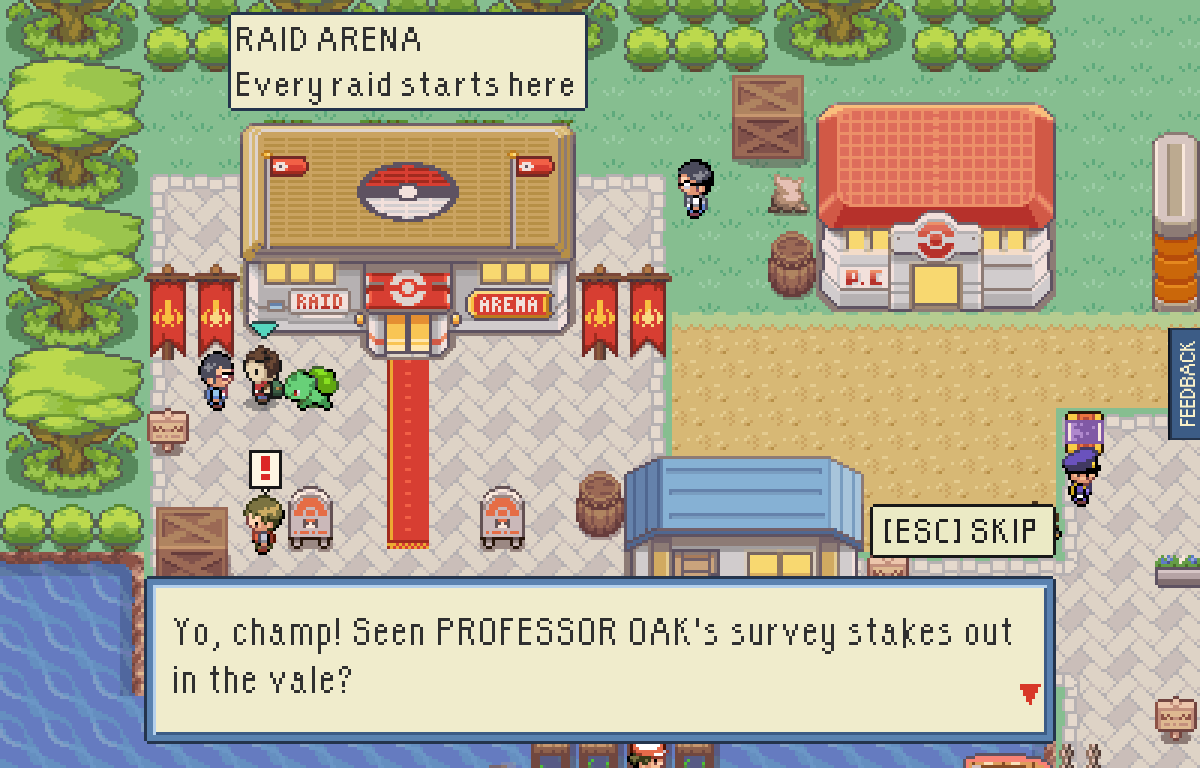 RAID ARENA
Every raid starts here
RAID
ARENA
P.C
FEEDBACK
!
[ESC] SKIP
Yo, champ! Seen PROFESSOR OAK's survey stakes out
in the vale?